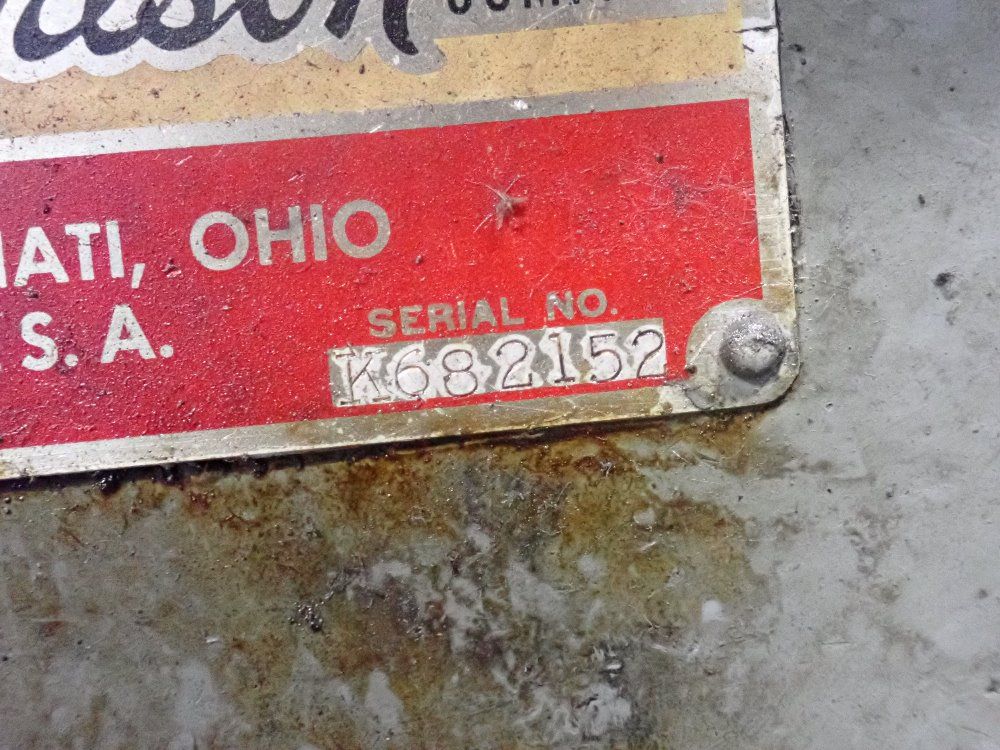 NATI, OHIO
S. A.
SERIAL NO.
K682152